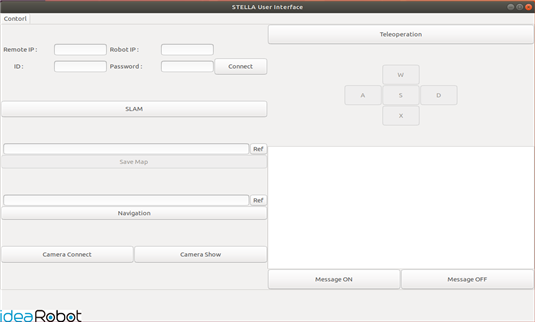 STELLA User Interface
Contorl
Remote IP :
Robot IP :
ID :
Password :
Connect
SLAM
Ref
Save Map
Ref
Navigation
Camera Connect
Camera Show
Teleoperation
W
A
S
D
X
Message ON
Message OFF
ideaRobot